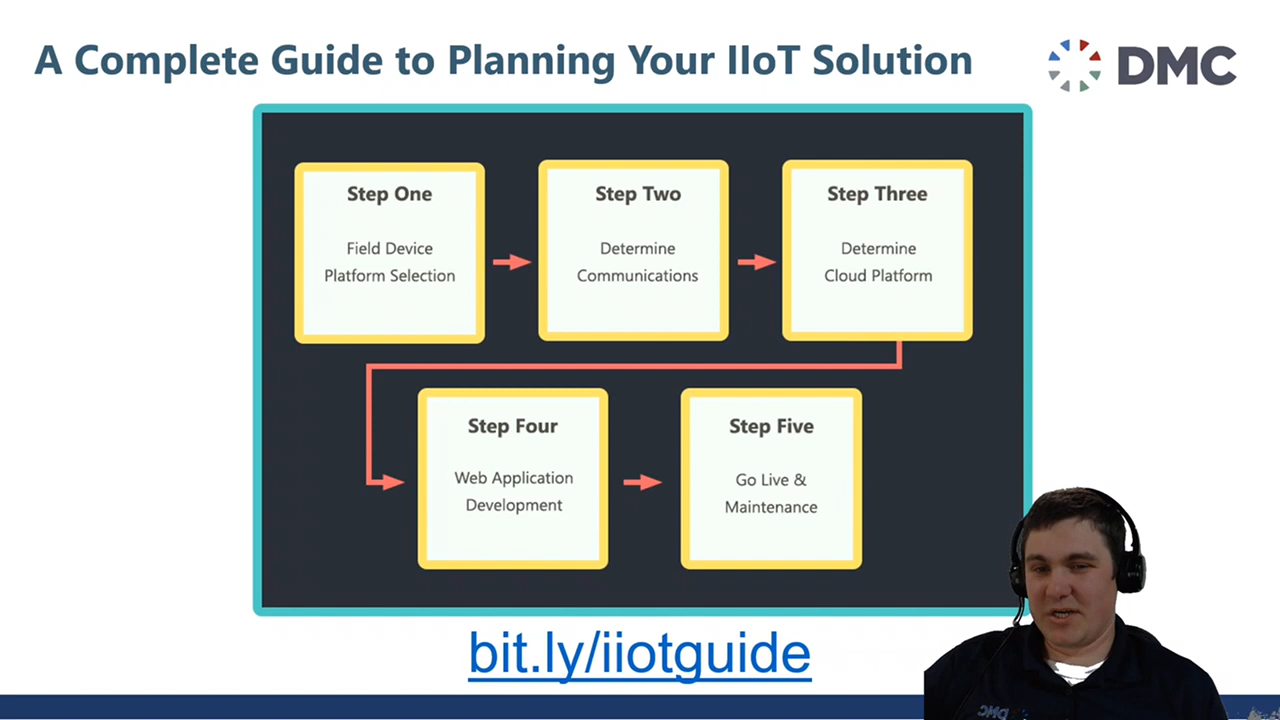 A Complete Guide to Planning Your IIoT Solution
DMC
Step One
Field Device
Platform Selection
Step Two
Determine
Communications
Step Three
Determine
Cloud Platform
Step Four
Web Application
Development
Step Five
Go Live &
Maintenance
bit.ly/iiotguide
DMC